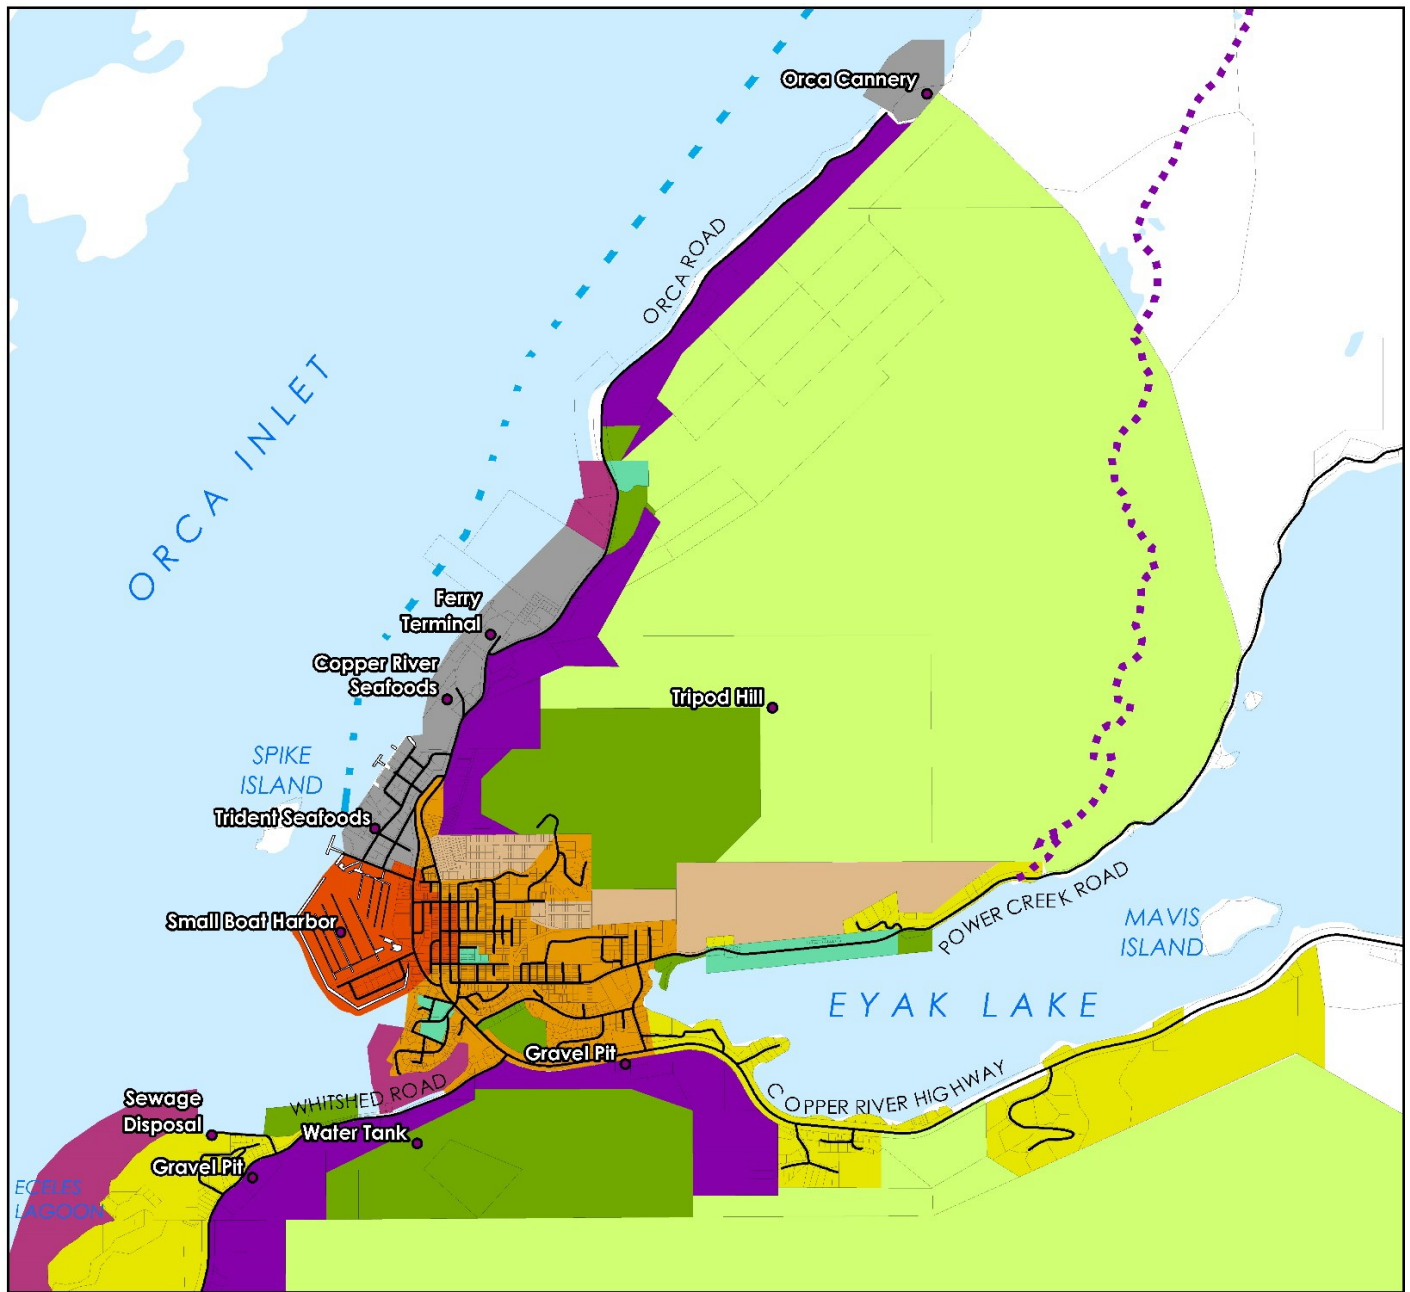 Orca Cannery
ORCA ROAD
ORCA INLET
Ferry
Terminal
Copper River
Seafoods
Tripod Hill
SPIKE
ISLAND
Trident Seafoods
Small Boat Harbor
POWER CREEK ROAD
MAVIS
ISLAND
EYAK LAKE
Gravel Pit
COPPER RIVER HIGHWAY
WHITSHED ROAD
Sewage
Disposal
Water Tank
Gravel Pit
ECELES
LAGOON